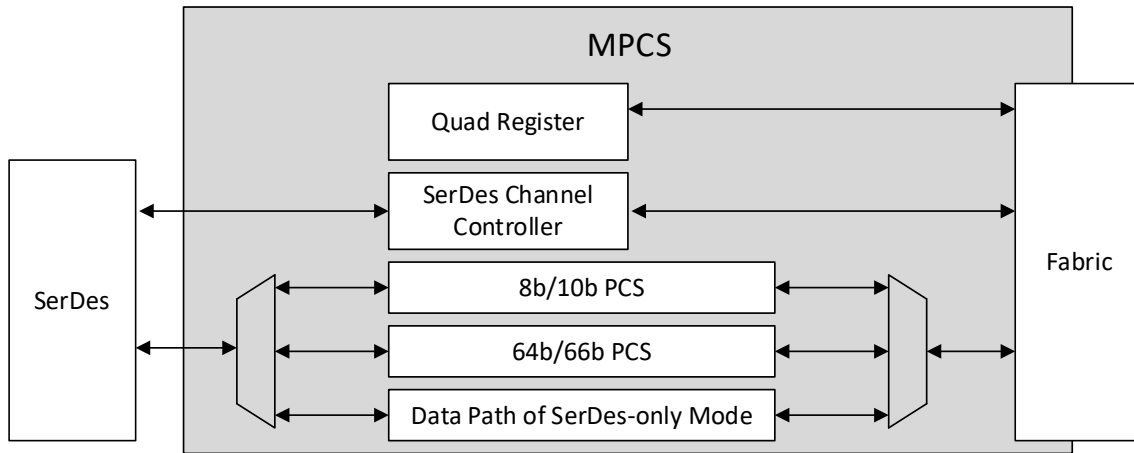 MPCS
Quad Register
SerDes Channel
Controller
SerDes
Fabric
8b/10b PCS
64b/66b PCS
Data Path of SerDes-only Mode